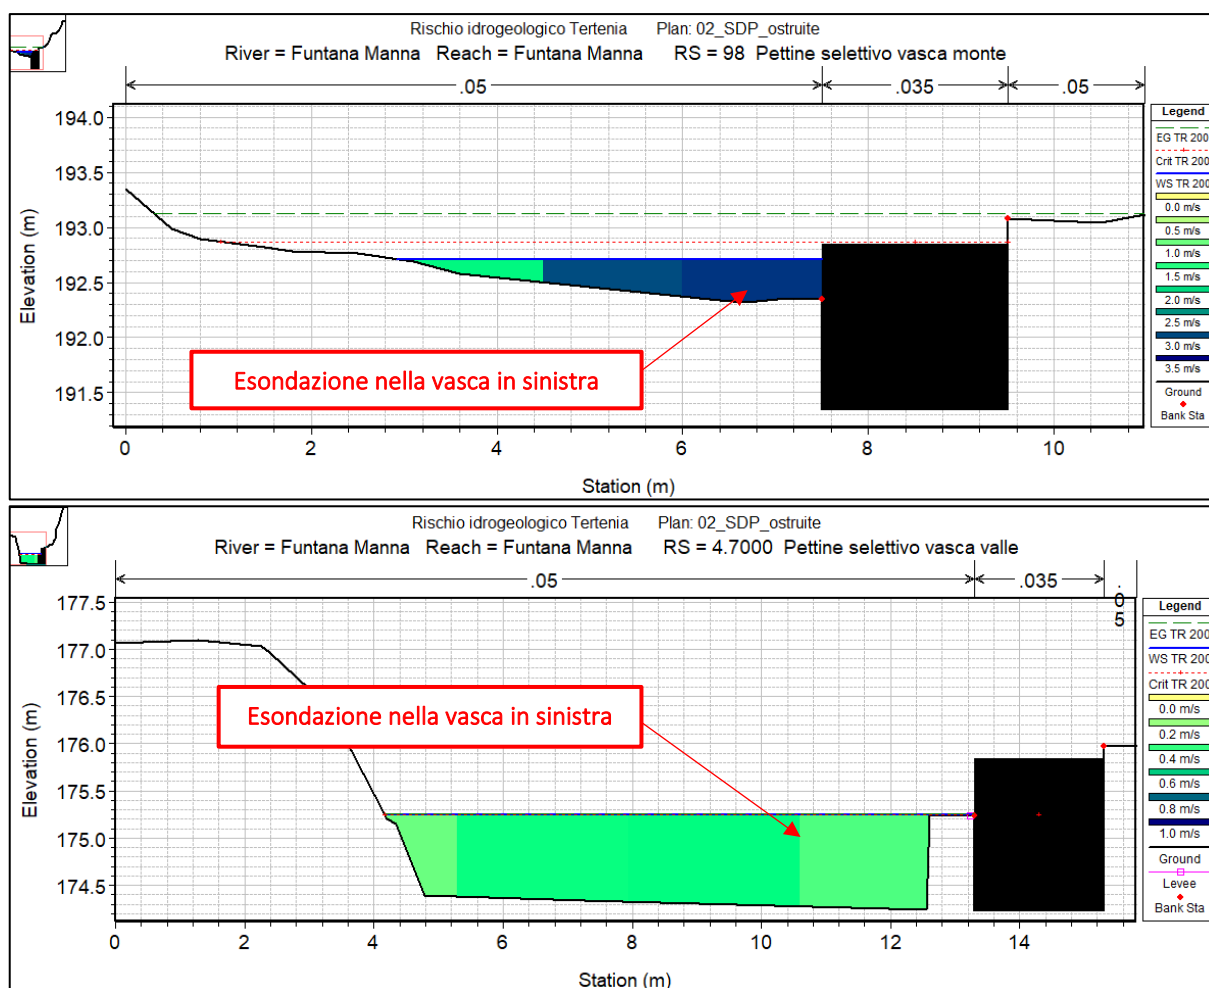 Rischio idrogeologico Tertenia Plan: 02_SDP_ostruite
River = Funtana Manna Reach = Funtana Manna RS = 98 Pettine selettivo vasca monte
.05 .035 .05
194.0
193.5
193.0
192.5
192.0
191.5
Elevation (m)
Esondazione nella vasca in sinistra
0 2 4 6 8 10
Station (m)
Legend
EG TR 200
Crit TR 200
WS TR 200
0.0 m/s
0.5 m/s
1.0 m/s
1.5 m/s
2.0 m/s
2.5 m/s
3.0 m/s
3.5 m/s
Ground
Bank Sta
Rischio idrogeologico Tertenia Plan: 02_SDP_ostruite
River = Funtana Manna Reach = Funtana Manna RS = 4.7000 Pettine selettivo vasca valle
.05 .035 .05
177.5
177.0
176.5
176.0
175.5
175.0
174.5
Elevation (m)
Esondazione nella vasca in sinistra
0 2 4 6 8 10 12 14
Station (m)
Legend
EG TR 200
WS TR 200
Crit TR 200
0.0 m/s
0.2 m/s
0.4 m/s
0.6 m/s
0.8 m/s
1.0 m/s
Ground
Levee
Bank Sta